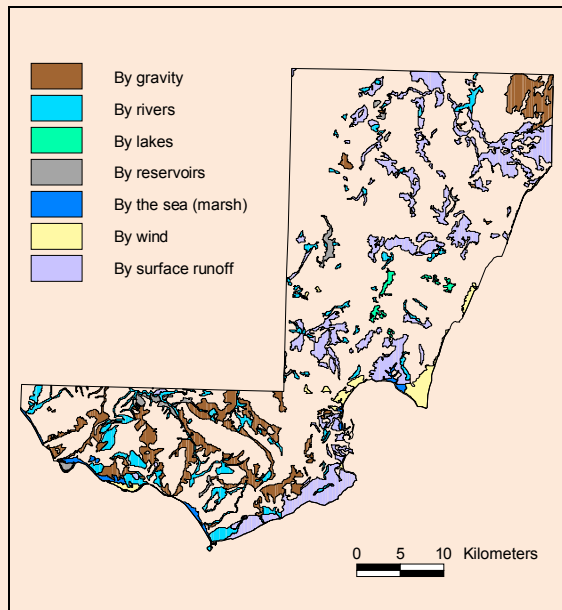 By gravity
By rivers
By lakes
By reservoirs
By the sea (marsh)
By wind
By surface runoff
0 5 10 Kilometers